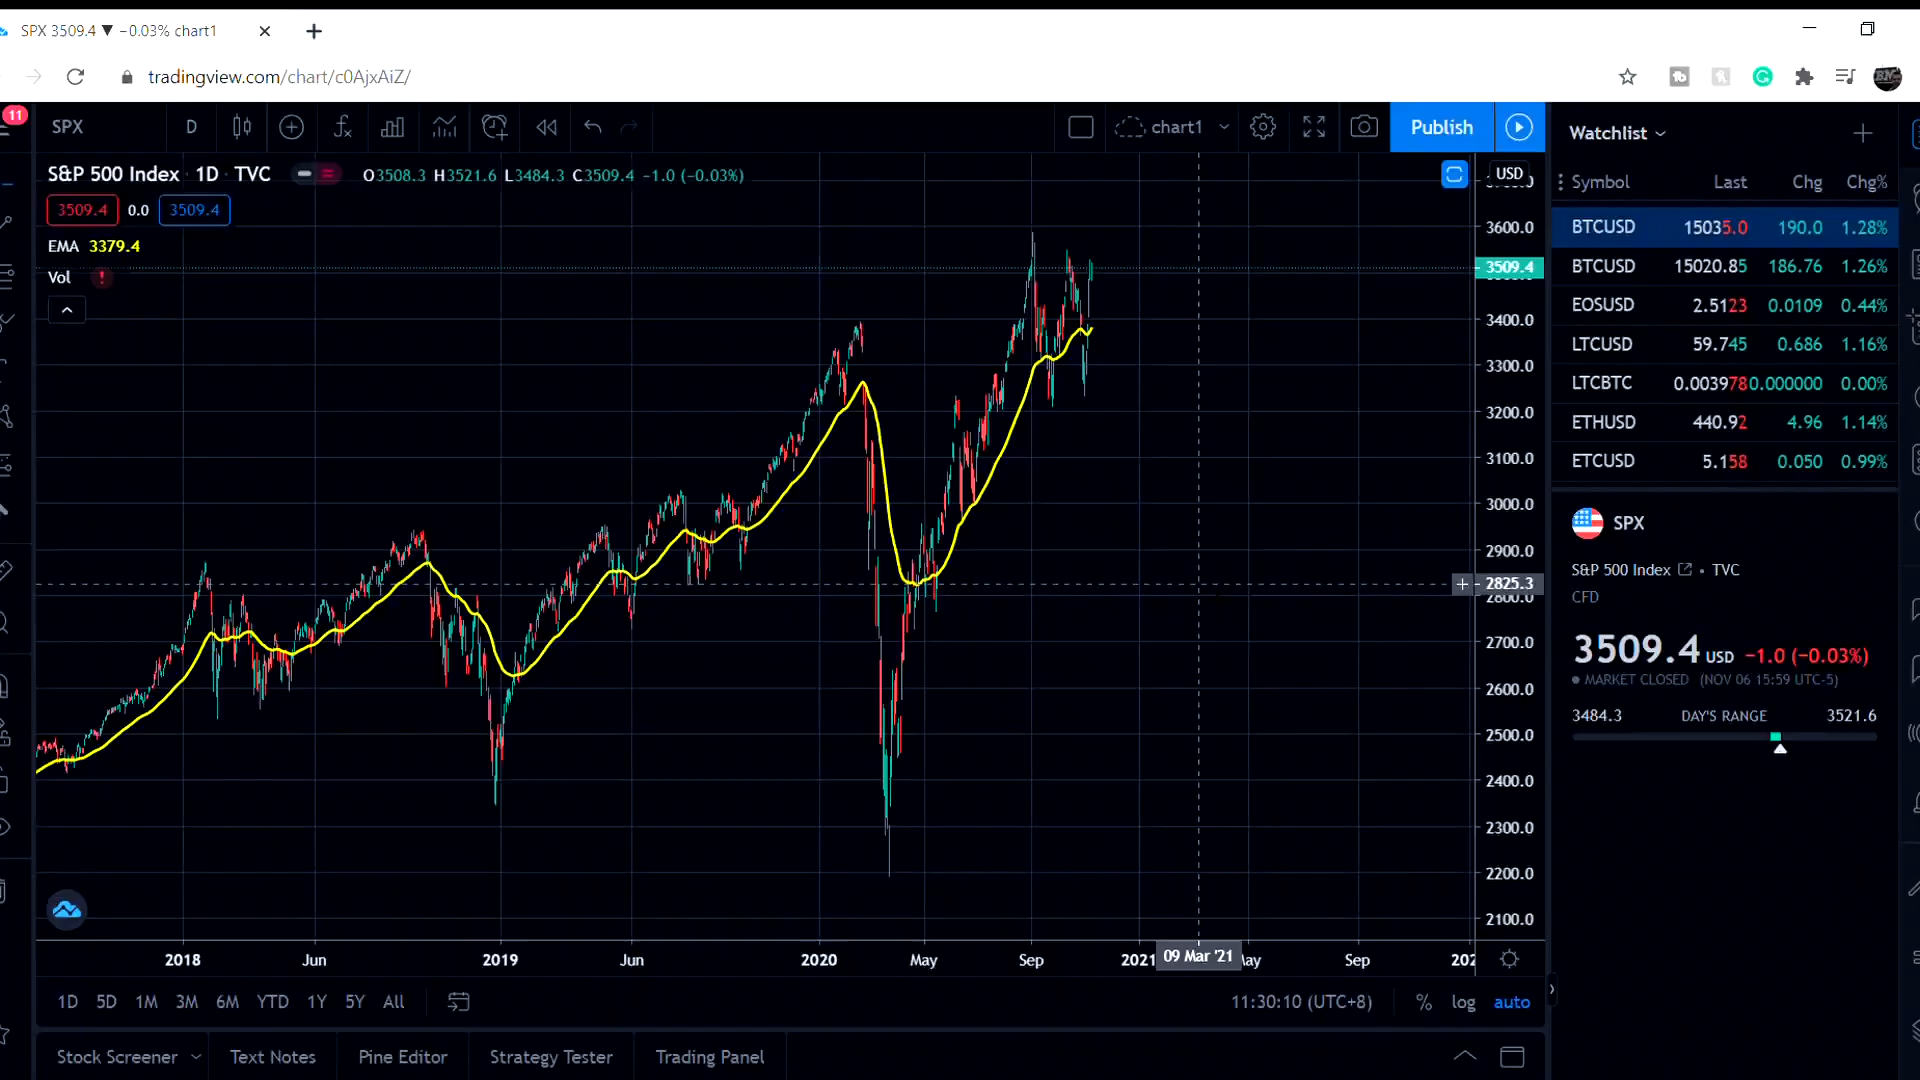 SPX 3509.4 ▼ −0.03% chart1
tradingview.com/chart/c0AjxAiZ/
11
SPX D chart1 Publish
S&P 500 Index · 1D · TVC O3508.3 H3521.6 L3484.3 C3509.4 −1.0 (−0.03%)
3509.4 0.0 3509.4
EMA 3379.4
Vol !
USD
3600.0
3509.4
3400.0
3300.0
3200.0
3100.0
3000.0
2900.0
2825.3
2800.0
2700.0
2600.0
2500.0
2400.0
2300.0
2200.0
2100.0
2018 Jun 2019 Jun 2020 May Sep 2021 09 Mar '21 Sep
1D 5D 1M 3M 6M YTD 1Y 5Y All 11:30:10 (UTC+8) % log auto
Stock Screener Text Notes Pine Editor Strategy Tester Trading Panel
Watchlist
Symbol Last Chg Chg%
BTCUSD 15035.0 190.0 1.28%
BTCUSD 15020.85 186.76 1.26%
EOSUSD 2.5123 0.0109 0.44%
LTCUSD 59.745 0.686 1.16%
LTCBTC 0.003978 0.000000 0.00%
ETHUSD 440.92 4.96 1.14%
ETCUSD 5.158 0.050 0.99%
SPX
S&P 500 Index • TVC
CFD
3509.4 USD −1.0 (−0.03%)
MARKET CLOSED (NOV 06 15:59 UTC-5)
3484.3 DAY'S RANGE 3521.6